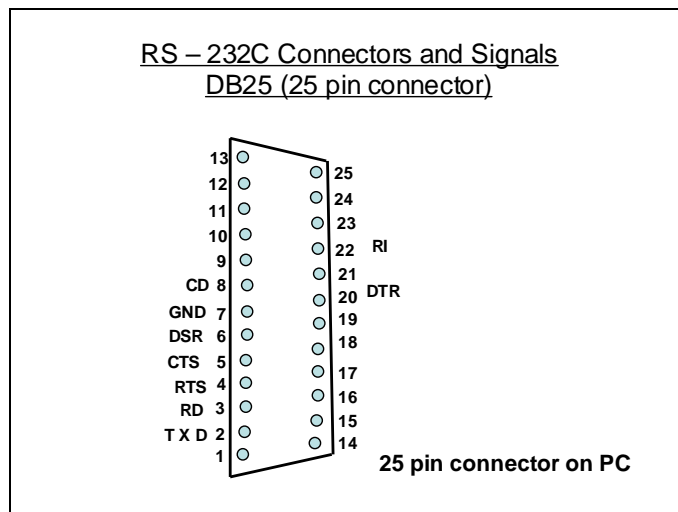 RS – 232C Connectors and Signals
DB25 (25 pin connector)
13
25
12
24
11
23
10
22 RI
9
21
CD 8
20 DTR
GND 7
19
DSR 6
18
CTS 5
17
RTS 4
16
RD 3
15
T X D 2
14
1
25 pin connector on PC